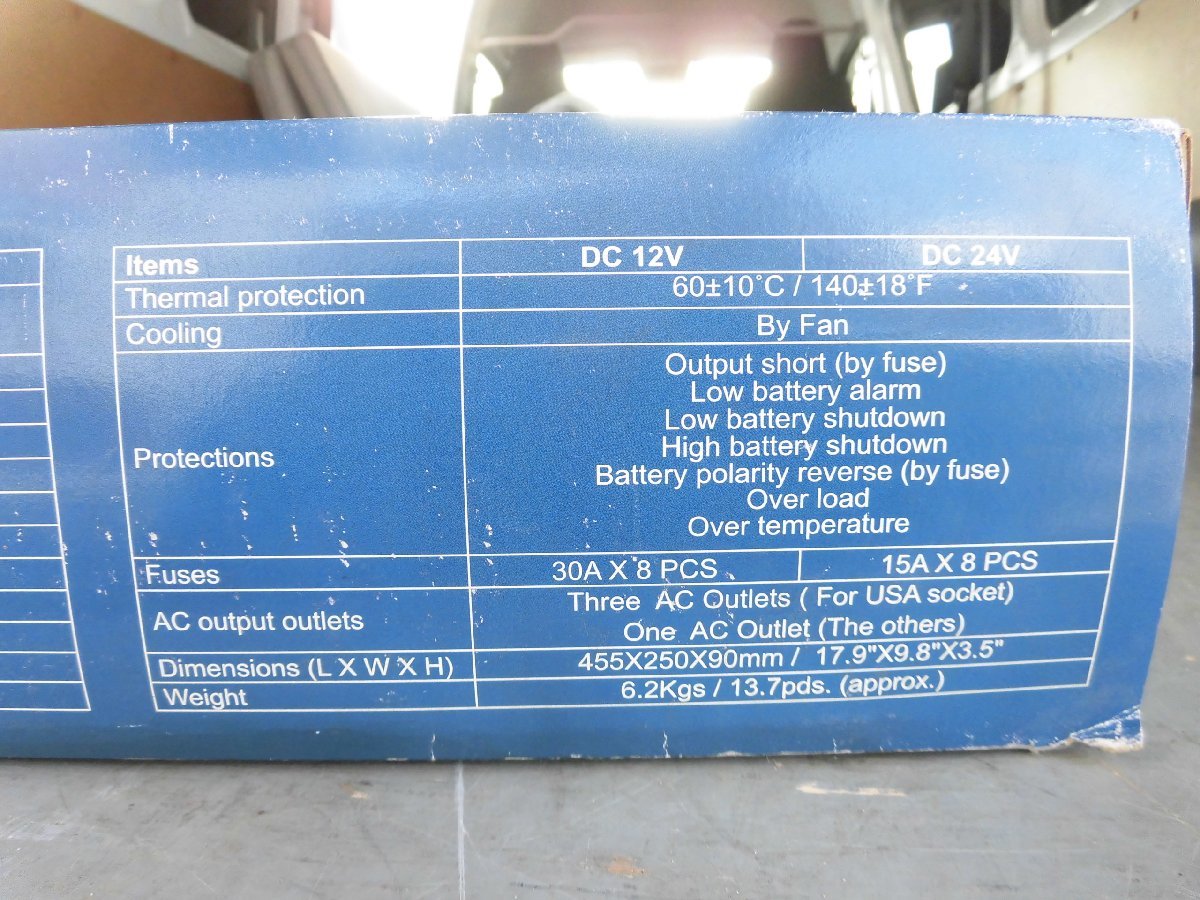 Items DC 12V DC 24V
Thermal protection 60±10°C / 140±18°F
Cooling By Fan
Protections
Output short (by fuse)
Low battery alarm
Low battery shutdown
High battery shutdown
Battery polarity reverse (by fuse)
Over load
Over temperature
Fuses 30A X 8 PCS 15A X 8 PCS
AC output outlets
Three AC Outlets ( For USA socket)
One AC Outlet (The others)
Dimensions (L X W X H) 455X250X90mm / 17.9"X9.8"X3.5"
Weight 6.2Kgs / 13.7pds. (approx.)